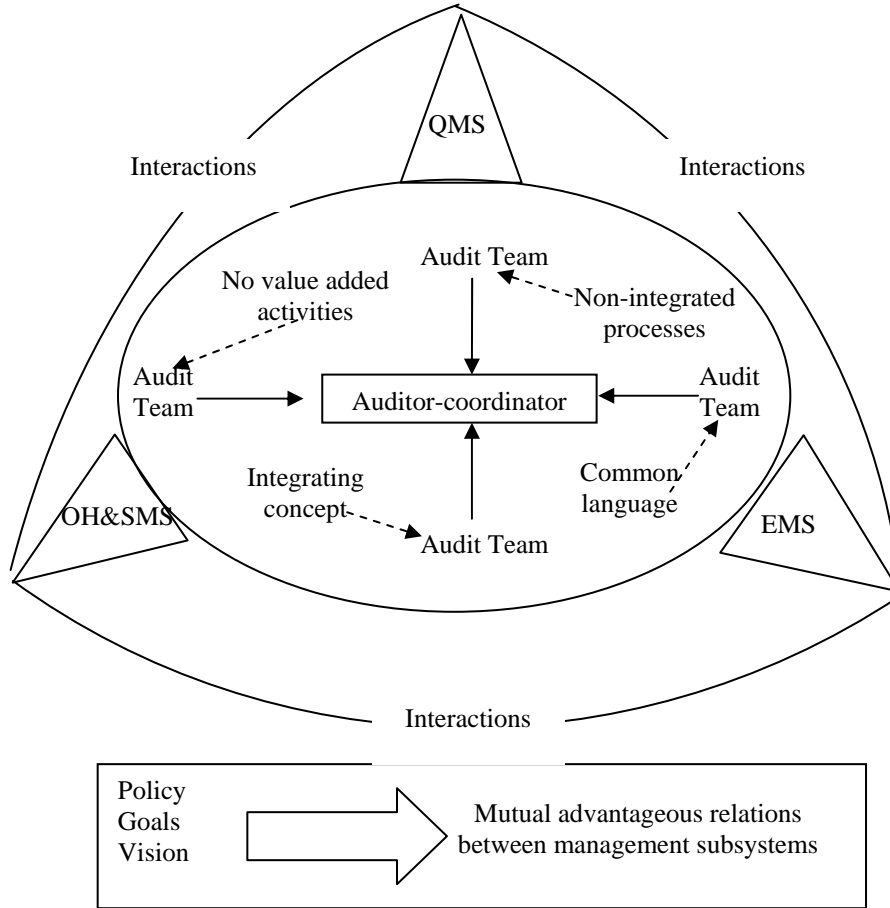 QMS
Interactions
Interactions
Audit Team
No value added
activities
Non-integrated
processes
Audit
Team
Auditor-coordinator
Audit
Team
Integrating
concept
Common
language
OH&SMS
EMS
Audit Team
Interactions
Policy
Goals
Vision
Mutual advantageous relations
between management subsystems